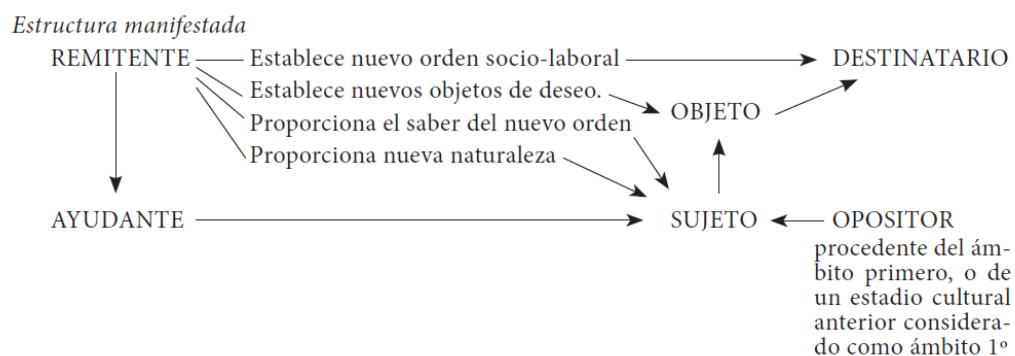 Estructura manifestada
REMITENTE Establece nuevo orden socio-laboral DESTINATARIO
Establece nuevos objetos de deseo.
OBJETO
Proporciona el saber del nuevo orden
Proporciona nueva naturaleza
AYUDANTE SUJETO OPOSITOR
procedente del ám-
bito primero, o de
un estadio cultural
anterior considera-
do como ámbito 1º